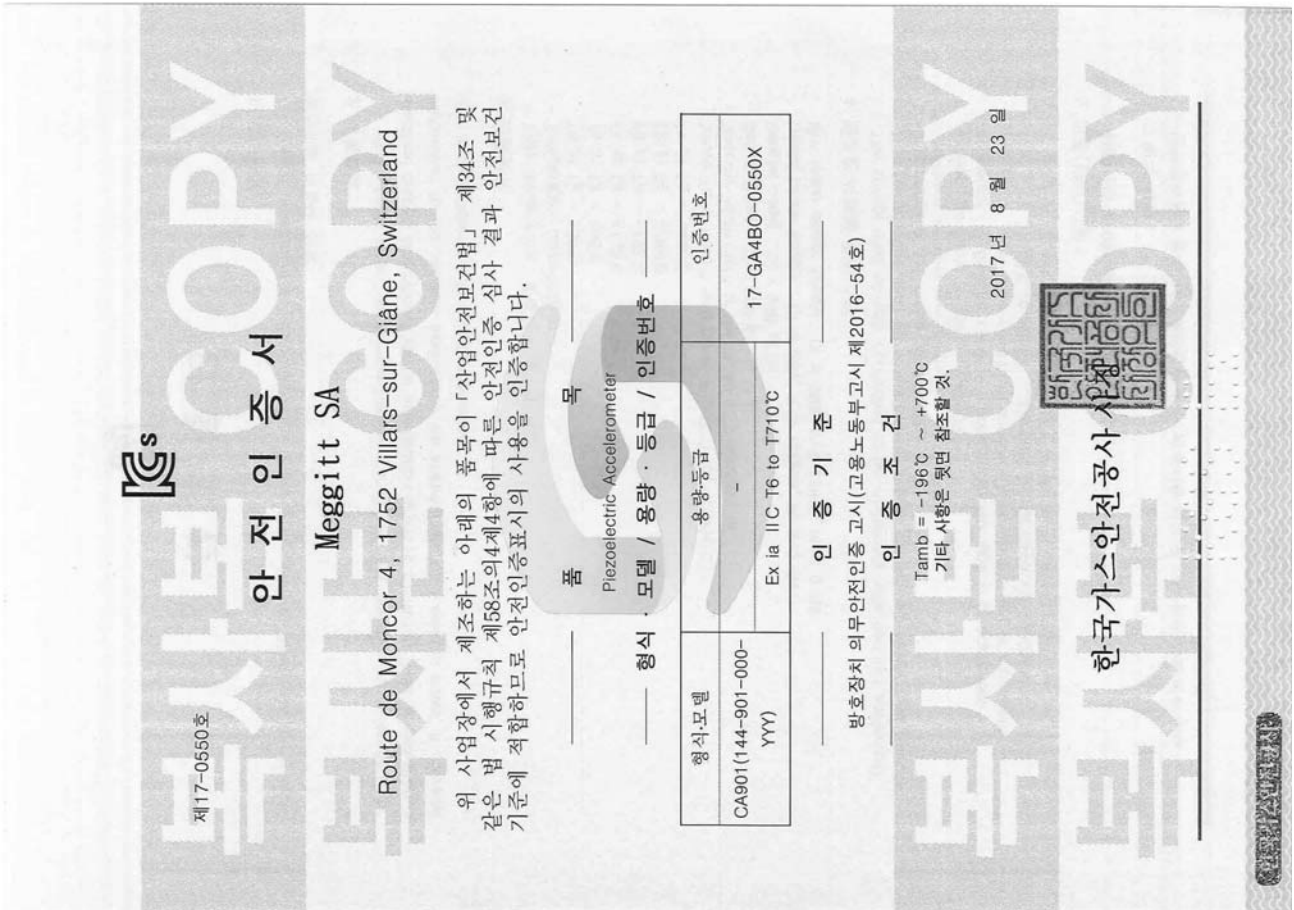 제17-0550호
KCs
안 전 인 증 서
Meggitt SA
Route de Moncor 4, 1752 Villars-sur-Glâne, Switzerland
위 사업장에서 제조하는 아래의 품목이 「산업안전보건법」 제34조 및
같은 법 시행규칙 제58조의4제4항에 따른 안전인증 심사 결과 안전보건
기준에 적합하므로 안전인증표시의 사용을 인증합니다.
품 목
Piezoelectric Accelerometer
형식 · 모델 / 용량 · 등급 / 인증번호
형식·모델 용량·등급 인증번호
CA901(144-901-000-YYY) - 17-GA4BO-0550X
Ex ia IIC T6 to T710℃
인 증 기 준
방호장치 의무안전인증 고시(고용노동부고시 제2016-54호)
인 증 조 건
Tamb = -196℃ ~ +700℃
기타 사항은 뒷면 참조할 것.
2017 년 8 월 23 일
한국가스안전공사 사장
복사본 COPY
복사본 COPY
복사본 COPY
복사본 COPY